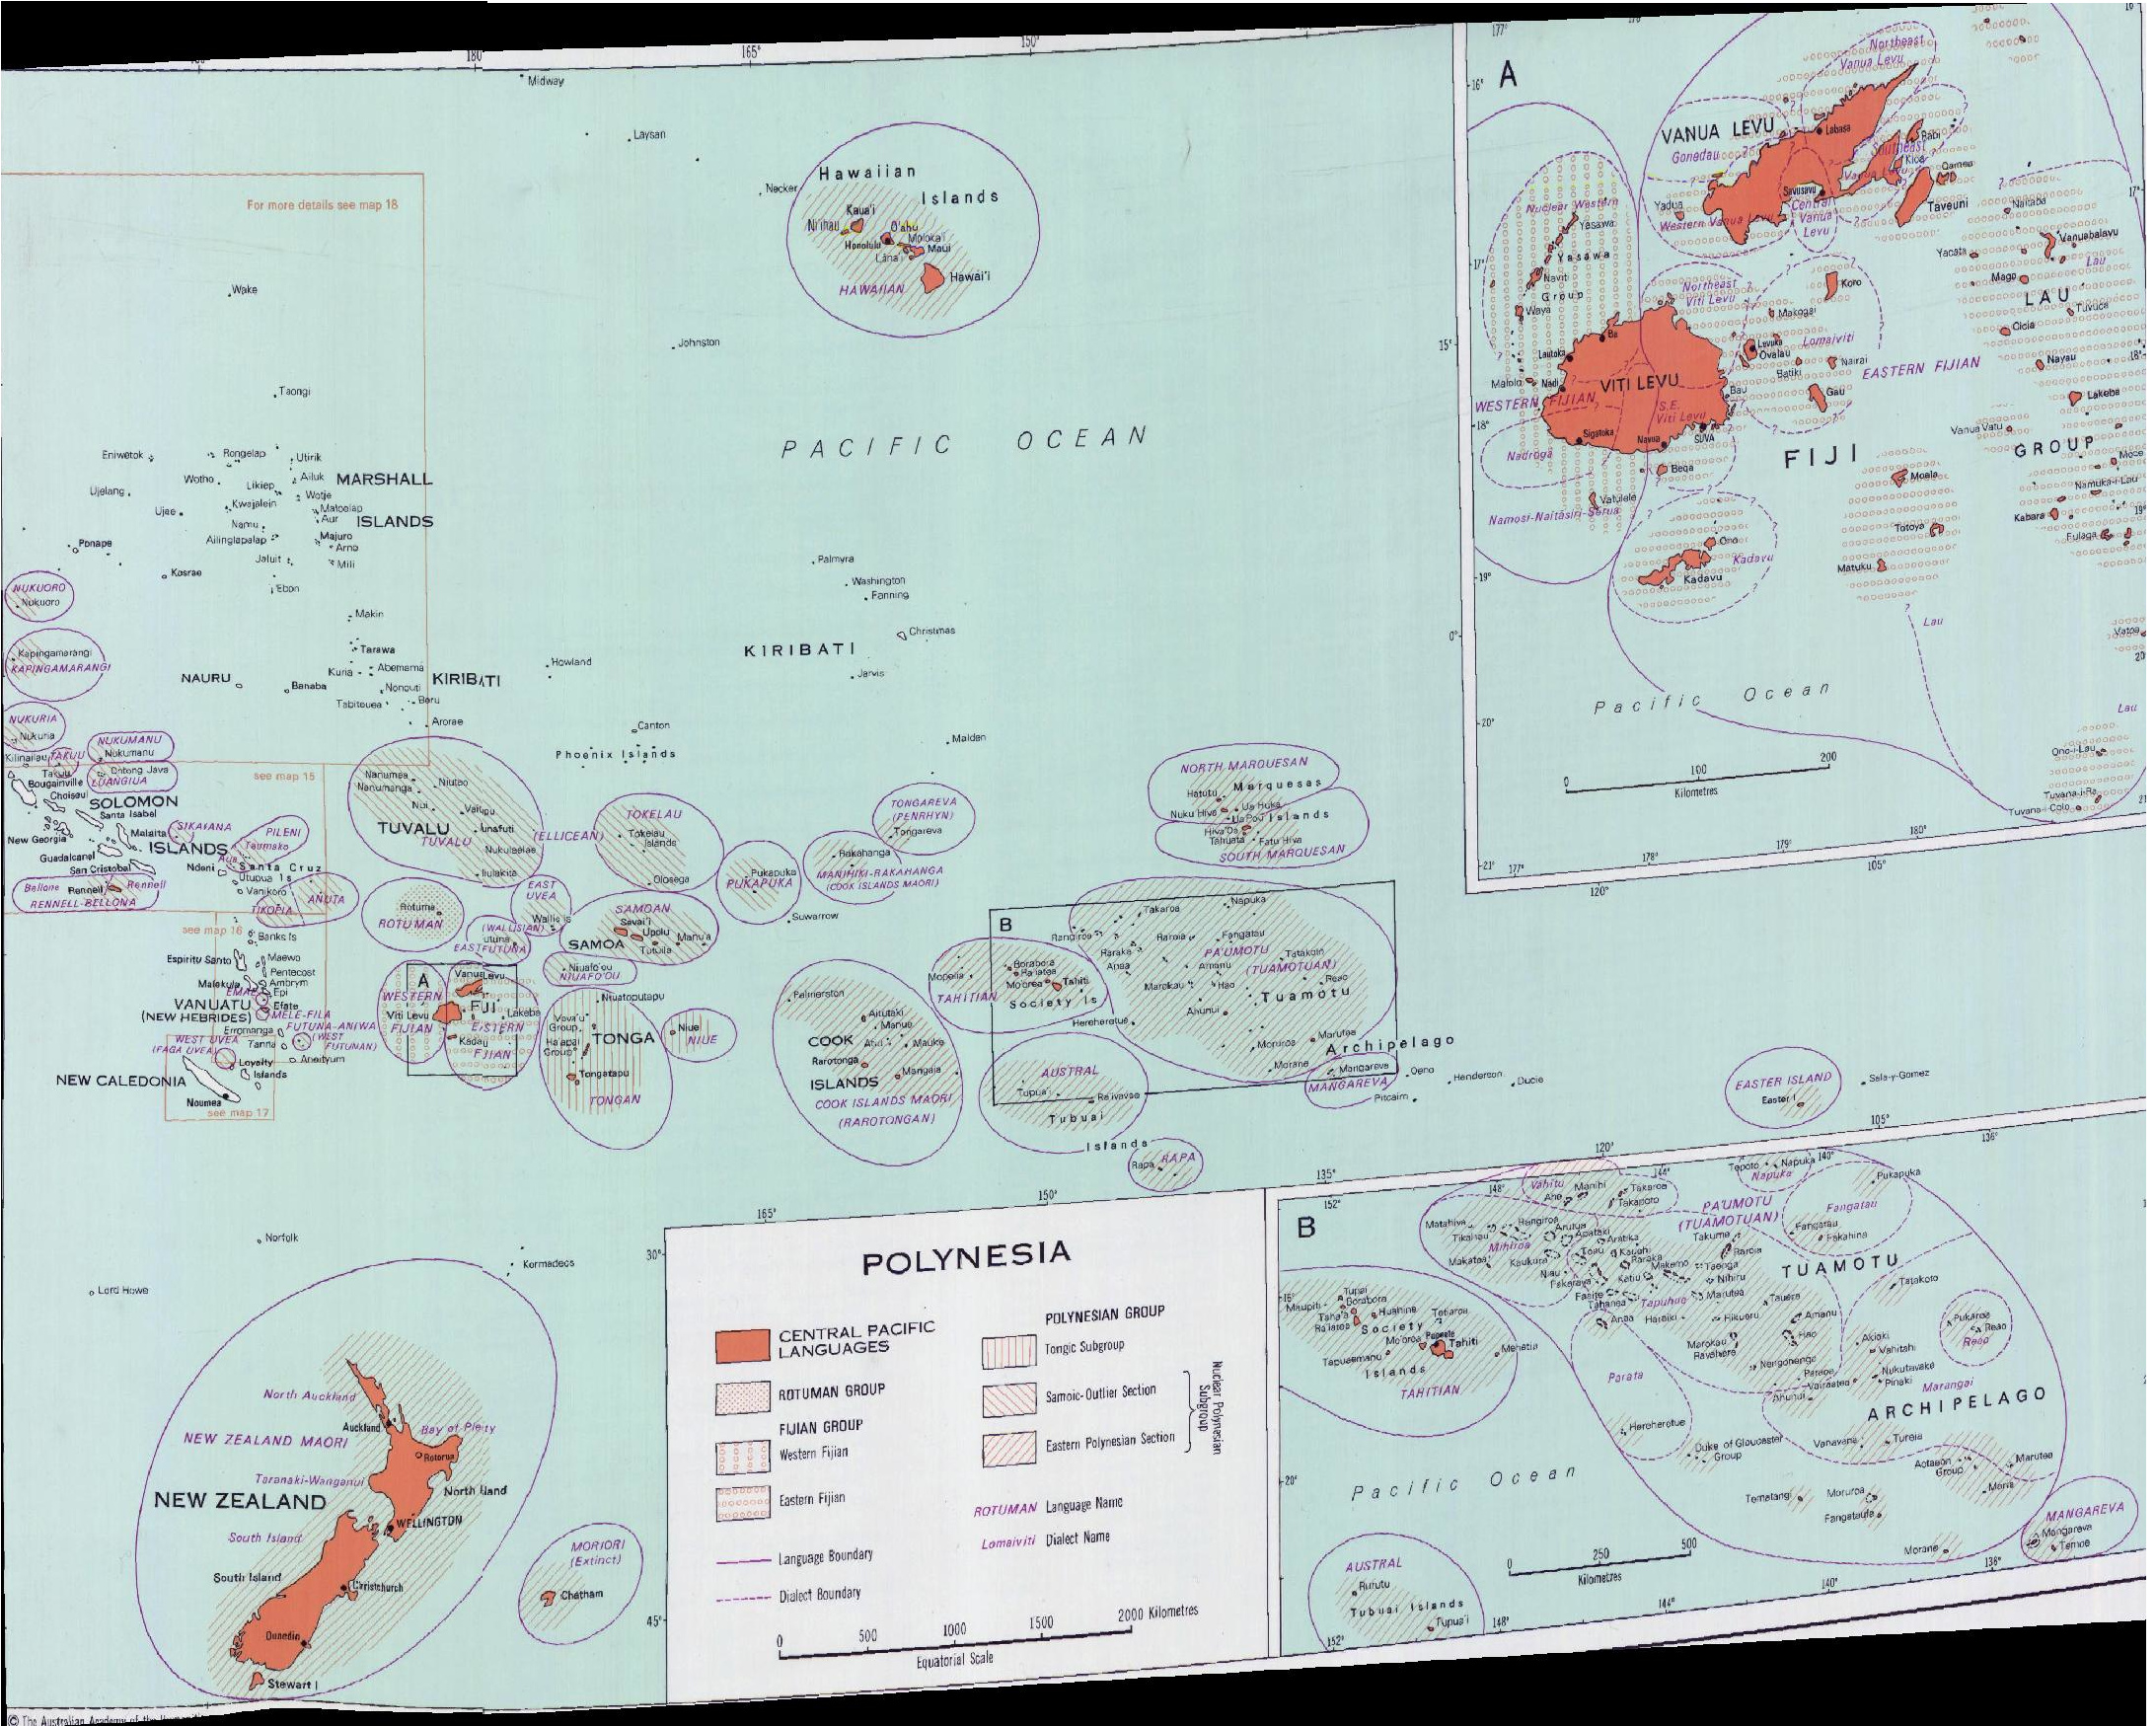 180°
165°
150°
Midway
Laysan
Necker
Hawaiian
Islands
Kaua'i
Ni'ihau
O'ahu
Honolulu
Moloka'i
Maui
Lāna'i
Hawai'i
HAWAIIAN
For more details see map 18
Wake
Johnston
Taongi
PACIFIC OCEAN
15°
Eniwetok
Rongelap
Utirik
Wotho
Likiep
Ailuk
MARSHALL
Ujelang
Wotje
Kwajalein
Maloelap
Ujae
Aur
ISLANDS
Namu
Ailinglapalap
Majuro
Arno
Ponape
Jaluit
Mili
Kosrae
Ebon
Palmyra
Washington
Fanning
Christmas
NUKUORO
Nukuoro
Makin
Kapingamarangi
KAPINGAMARANGI
Tarawa
KIRIBATI
0°
Howland
Jarvis
Kuria
Abemama
NAURU
Banaba
Nonouti
KIRIBATI
Tabiteuea
Beru
Arorae
NUKURIA
Nukuria
NUKUMANU
Nukumanu
Canton
Phoenix Islands
Malden
Kilinailau
TAKUU
Takuu
Ontong Java
LUANGIUA
see map 15
Bougainville
Choiseul
SOLOMON
Santa Isabel
New Georgia
Malaita
SIKAIANA
PILENI
Taumako
Guadalcanal
ISLANDS
San Cristobal
Ndeni
Santa Cruz
Utupua Is
Vanikoro
Bellona
Rennell
Rennell
RENNELL-BELLONA
ANUTA
TIKOPIA
Nanumea
Nanumanga
Niutao
Nui
Vaitupu
TUVALU
Funafuti
TUVALU
(ELLICEAN)
Nukulaelae
Niulakita
TOKELAU
Tokelau
Islands
Olosega
TONGAREVA
(PENRHYN)
Tongareva
Pukapuka
PUKAPUKA
Rakahanga
MANIHIKI-RAKAHANGA
(COOK ISLANDS MAORI)
Suwarrow
NORTH MARQUESAN
Marquesas
Hatutu
Ua Huka
Nuku Hiva
Ua Pou
Islands
Hiva Oa
Tahuata
Fatu Hiva
SOUTH MARQUESAN
Rotuma
ROTUMAN
EAST
UVEA
Wallis Is
(WALLISIAN)
EAST FUTUNA
SAMOAN
Savai'i
Upolu
SAMOA
Tutuila
Manu'a
Niuafo'ou
NIUAFO'OU
see map 16
Banks Is
Espiritu Santo
Maewo
Pentecost
Malekula
Ambrym
EMAE
Epi
VANUATU
Efate
(NEW HEBRIDES)
MELE-FILA
Erromanga
FUTUNA-ANIWA
(WEST
FUTUNAN)
WEST UVEA
(FAGA UVEA)
Tanna
Aneityum
Loyalty
Islands
NEW CALEDONIA
Noumea
see map 17
A
Vanua Levu
WESTERN
FIJI
Lakeba
Viti Levu
EASTERN
FIJIAN
Kadavu
FIJIAN
Niuatoputapu
Vava'u
Group
Ha'apai
Group
TONGA
Tongatapu
TONGAN
Niue
NIUE
Palmerston
Aitutaki
Manuae
COOK
Atiu
Mauke
Rarotonga
Mangaia
ISLANDS
COOK ISLANDS MAORI
(RAROTONGAN)
B
Napuka
Takaroa
Rangiroa
Raroia
Fangatau
Raraka
PA'UMOTU
(TUAMOTUAN)
Tatakoto
Anaa
Amanu
Borabora
Ra'iatea
Mo'orea
Tahiti
Mopelia
TAHITIAN
Society Is
Marokau
Hao
Reao
Tuamotu
Ahunui
Hereheretue
Marutea
Moruroa
Archipelago
Morane
Mangareva
MANGAREVA
Oeno
Henderson
Ducie
Pitcairn
AUSTRAL
Tupuai
Raivavae
Tubuai
Islands
Rapa
RAPA
EASTER ISLAND
Easter I
Sala-y-Gomez
120°
105°
135°
150°
165°
120°
105°
Norfolk
Lord Howe
Kermadecs
30°
North Auckland
Auckland
Bay of Plenty
NEW ZEALAND MAORI
Rotorua
Taranaki-Wanganui
North Island
NEW ZEALAND
WELLINGTON
South Island
South Island
Christchurch
Dunedin
Stewart I
MORIORI
(Extinct)
Chatham
45°
POLYNESIA
CENTRAL PACIFIC
LANGUAGES
ROTUMAN GROUP
FIJIAN GROUP
Western Fijian
Eastern Fijian
Language Boundary
Dialect Boundary
POLYNESIAN GROUP
Tongic Subgroup
Samoic-Outlier Section
Eastern Polynesian Section
Nuclear Polynesian
Subgroup
ROTUMAN Language Name
Lomaiviti Dialect Name
0 500 1000 1500 2000 Kilometres
Equatorial Scale
A
177°
16°
Northeast
Vanua Levu
VANUA LEVU
Labasa
Gonedau
Southeast
Vanua Levu
Rabi
Kioa
Qamea
Savusavu
Taveuni
Yadua
Western Vanua Levu
Central
Vanua
Levu
Naitaba
17°
Nuclear Western
Yasawa
Yasawa
Naviti
Group
Waya
Yacata
Vanuabalavu
Lau
Mago
LAU
Tuvuca
Cicia
Northeast
Viti Levu
Koro
Makogai
Lomaiviti
Levuka
Ovalau
Batiki
Nairai
Gau
Ba
Lautoka
Malolo
Nadi
VITI LEVU
WESTERN FIJIAN
S.E.
Viti Levu
Bau
EASTERN FIJIAN
Nayau
Lakeba
18°
Sigatoka
Navua
SUVA
Nadroga
Beqa
Vatulele
Namosi-Naitasiri-Serua
FIJI
Vanua Vatu
GROUP
Moce
Moala
Namuka-i-Lau
Kabara
Totoya
Fulaga
Matuku
Ono
Kadavu
Kadavu
19°
Lau
Vatoa
Pacific Ocean
20°
Lau
Ono-i-Lau
Tuvana-i-Ra
Tuvana-i-Colo
0 100 200
Kilometres
21°
177°
178°
179°
180°
B
152°
148°
144°
140°
136°
Vahitu
Manihi
Ahe
Takaroa
Takapoto
Tepoto
Napuka
Napuka
Pukapuka
PA'UMOTU
(TUAMOTUAN)
Fangatau
Fangatau
Fakahina
Matahiva
Rangiroa
Tikahau
Arutua
Apataki
Mihiroa
Makatea
Kaukura
Toau
Kauehi
Aratika
Raraka
Takume
Raroia
Niau
Fakarava
Katiu
Makemo
Taenga
Nihiru
TUAMOTU
Tatakoto
Faaite
Tahanea
Tapuhoe
Marutea
Tauere
Anaa
Haraiki
Hikueru
Amanu
Hao
Marokau
Ravahere
Pukarua
Reao
Reao
Akiaki
Vahitahi
Nengonengo
Paraoa
Nukutavake
Vairaatea
Pinaki
Ahunui
Marangai
Parata
ARCHIPELAGO
Hereheretue
Duke of Gloucester
Group
Vanavana
Tureia
Actaeon
Group
Marutea
Maria
Tematangi
Moruroa
Fangataufa
Morane
MANGAREVA
Mangareva
Temoe
16°
Tupai
Maupiti
Borabora
Taha'a
Huahine
Tetiaroa
Ra'iatea
Society
Mo'orea
Papeete
Tahiti
Tapuaemanu
Mehetia
Islands
TAHITIAN
20°
Pacific Ocean
AUSTRAL
Rurutu
Tubuai Islands
Tupua'i
0 250 500
Kilometres
152°
148°
144°
140°
136°